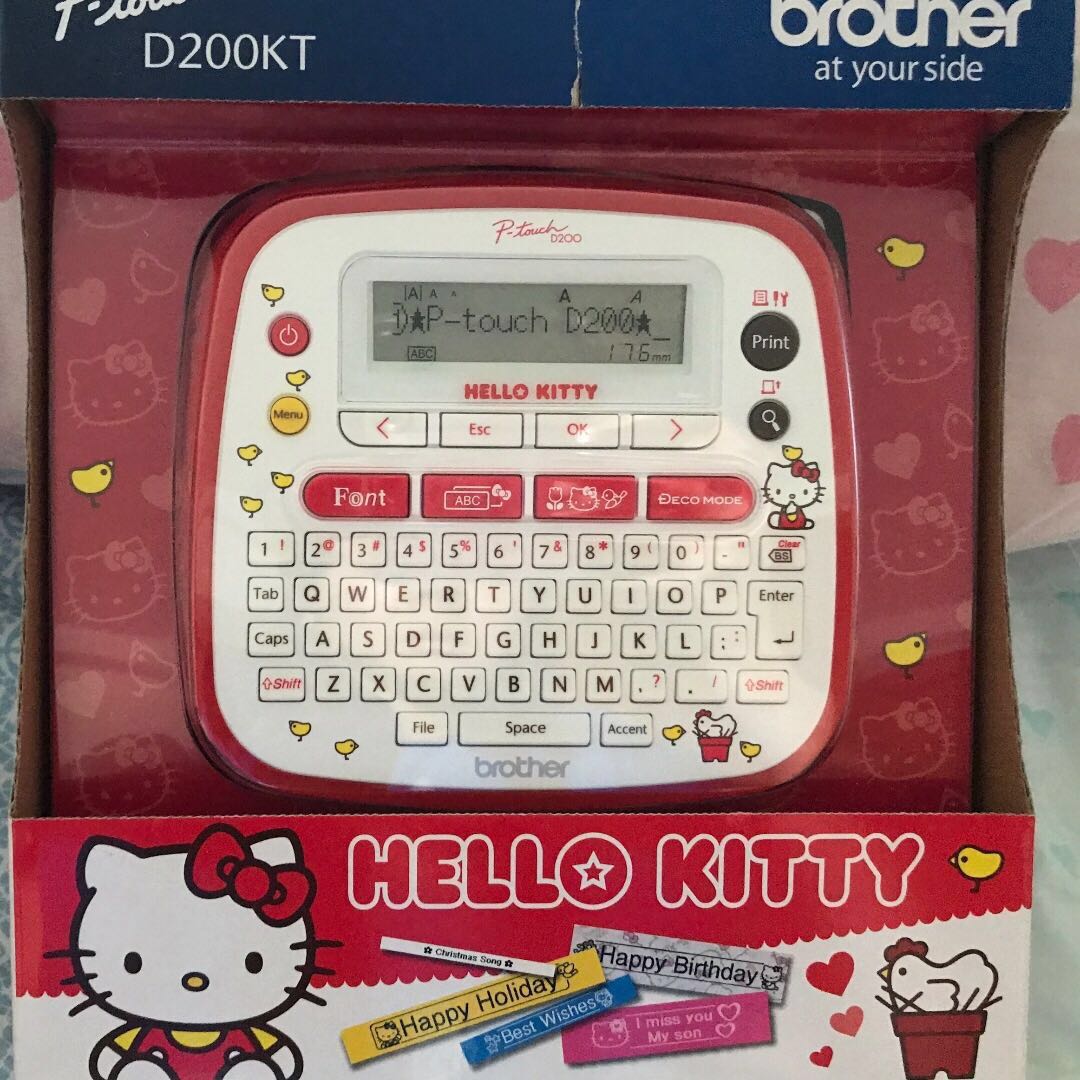 P-touch
D200KT
brother
at your side
P-touch
D200
A A A A A
★P-touch D200★_
ABC
17.6mm
HELLO KITTY
Print
Menu
< Esc OK >
Font ABC DECO MODE
1! 2@ 3# 4$ 5% 6' 7& 8* 9( 0) -" Clear BS
Tab Q W E R T Y U I O P Enter
Caps A S D F G H J K L ; :
⇧Shift Z X C V B N M , ? . / ⇧Shift
File Space Accent
brother
HELLO KITTY
Christmas Song
Happy Birthday
Happy Holiday
Best Wishes
I miss you
My son